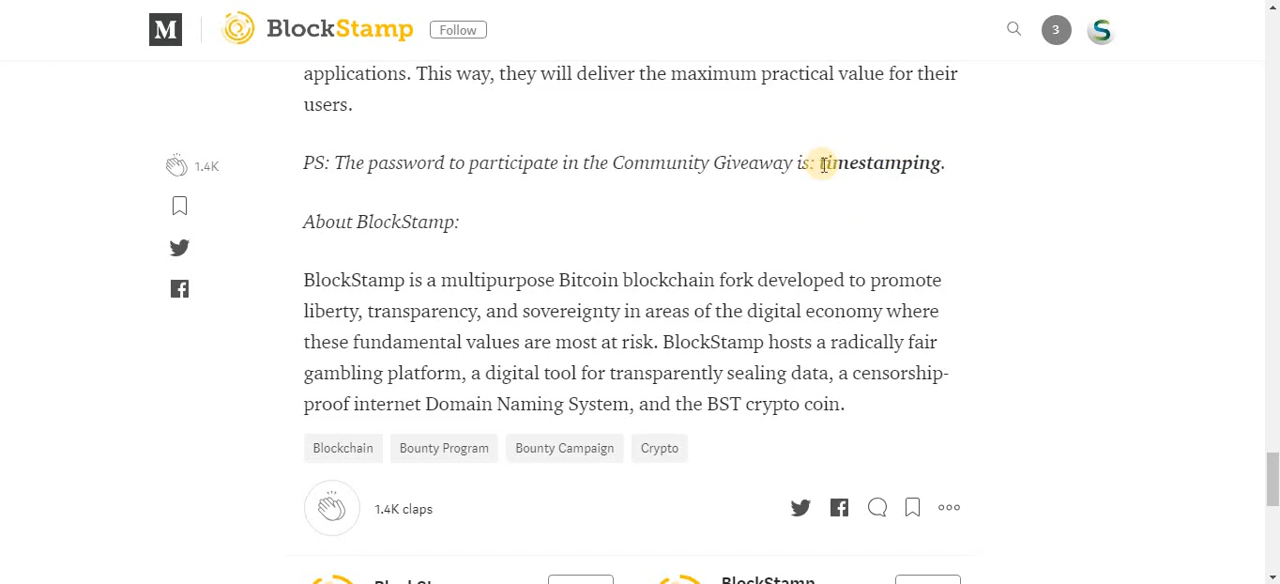 M BlockStamp Follow 3 S
applications. This way, they will deliver the maximum practical value for their
users.
1.4K
PS: The password to participate in the Community Giveaway is: timestamping.
About BlockStamp:
BlockStamp is a multipurpose Bitcoin blockchain fork developed to promote
liberty, transparency, and sovereignty in areas of the digital economy where
these fundamental values are most at risk. BlockStamp hosts a radically fair
gambling platform, a digital tool for transparently sealing data, a censorship-
proof internet Domain Naming System, and the BST crypto coin.
Blockchain Bounty Program Bounty Campaign Crypto
1.4K claps
BlockStamp BlockStamp